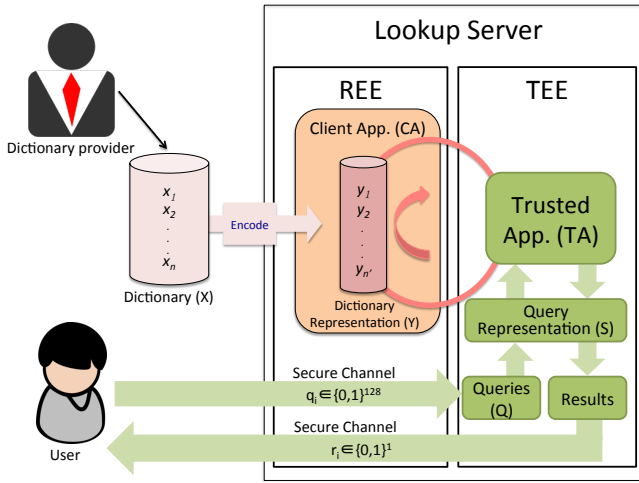 Lookup Server
REE
TEE
Dictionary provider
Client App. (CA)
x1
x2
.
.
xn
Encode
y1
y2
.
.
.
yn'
Trusted
App. (TA)
Dictionary (X)
Dictionary
Representation (Y)
Query
Representation (S)
Secure Channel
qi ∈ {0,1}^128
Queries
(Q)
Results
Secure Channel
ri ∈ {0,1}^1
User